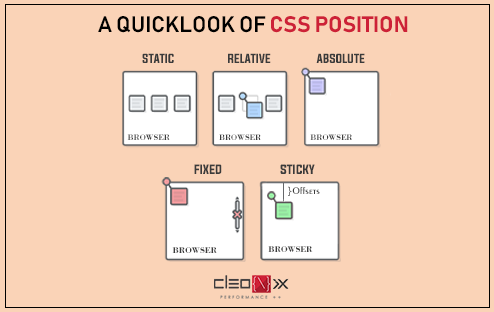 A QUICKLOOK OF CSS POSITION
STATIC
RELATIVE
ABSOLUTE
BROWSER
BROWSER
BROWSER
FIXED
STICKY
}OFFSETS
BROWSER
BROWSER
CLEONXX
PERFORMANCE ++